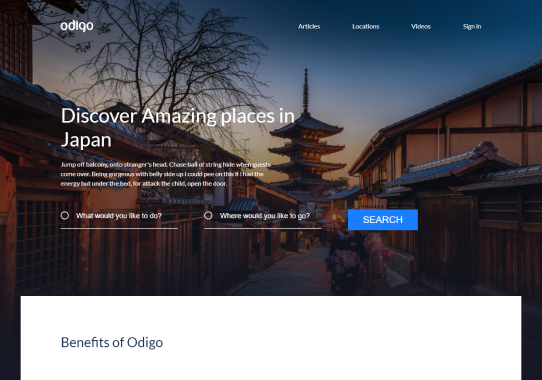 odigo
Articles Locations Videos Sign in
Discover Amazing places in
Japan
Jump off balcony, onto stranger's head. Chase ball of string hide when guests
come over. Being gorgeous with belly side up i could pee on this if i had the
energy but under the bed, for attack the child, open the door.
What would you like to do? Where would you like to go? SEARCH
Benefits of Odigo